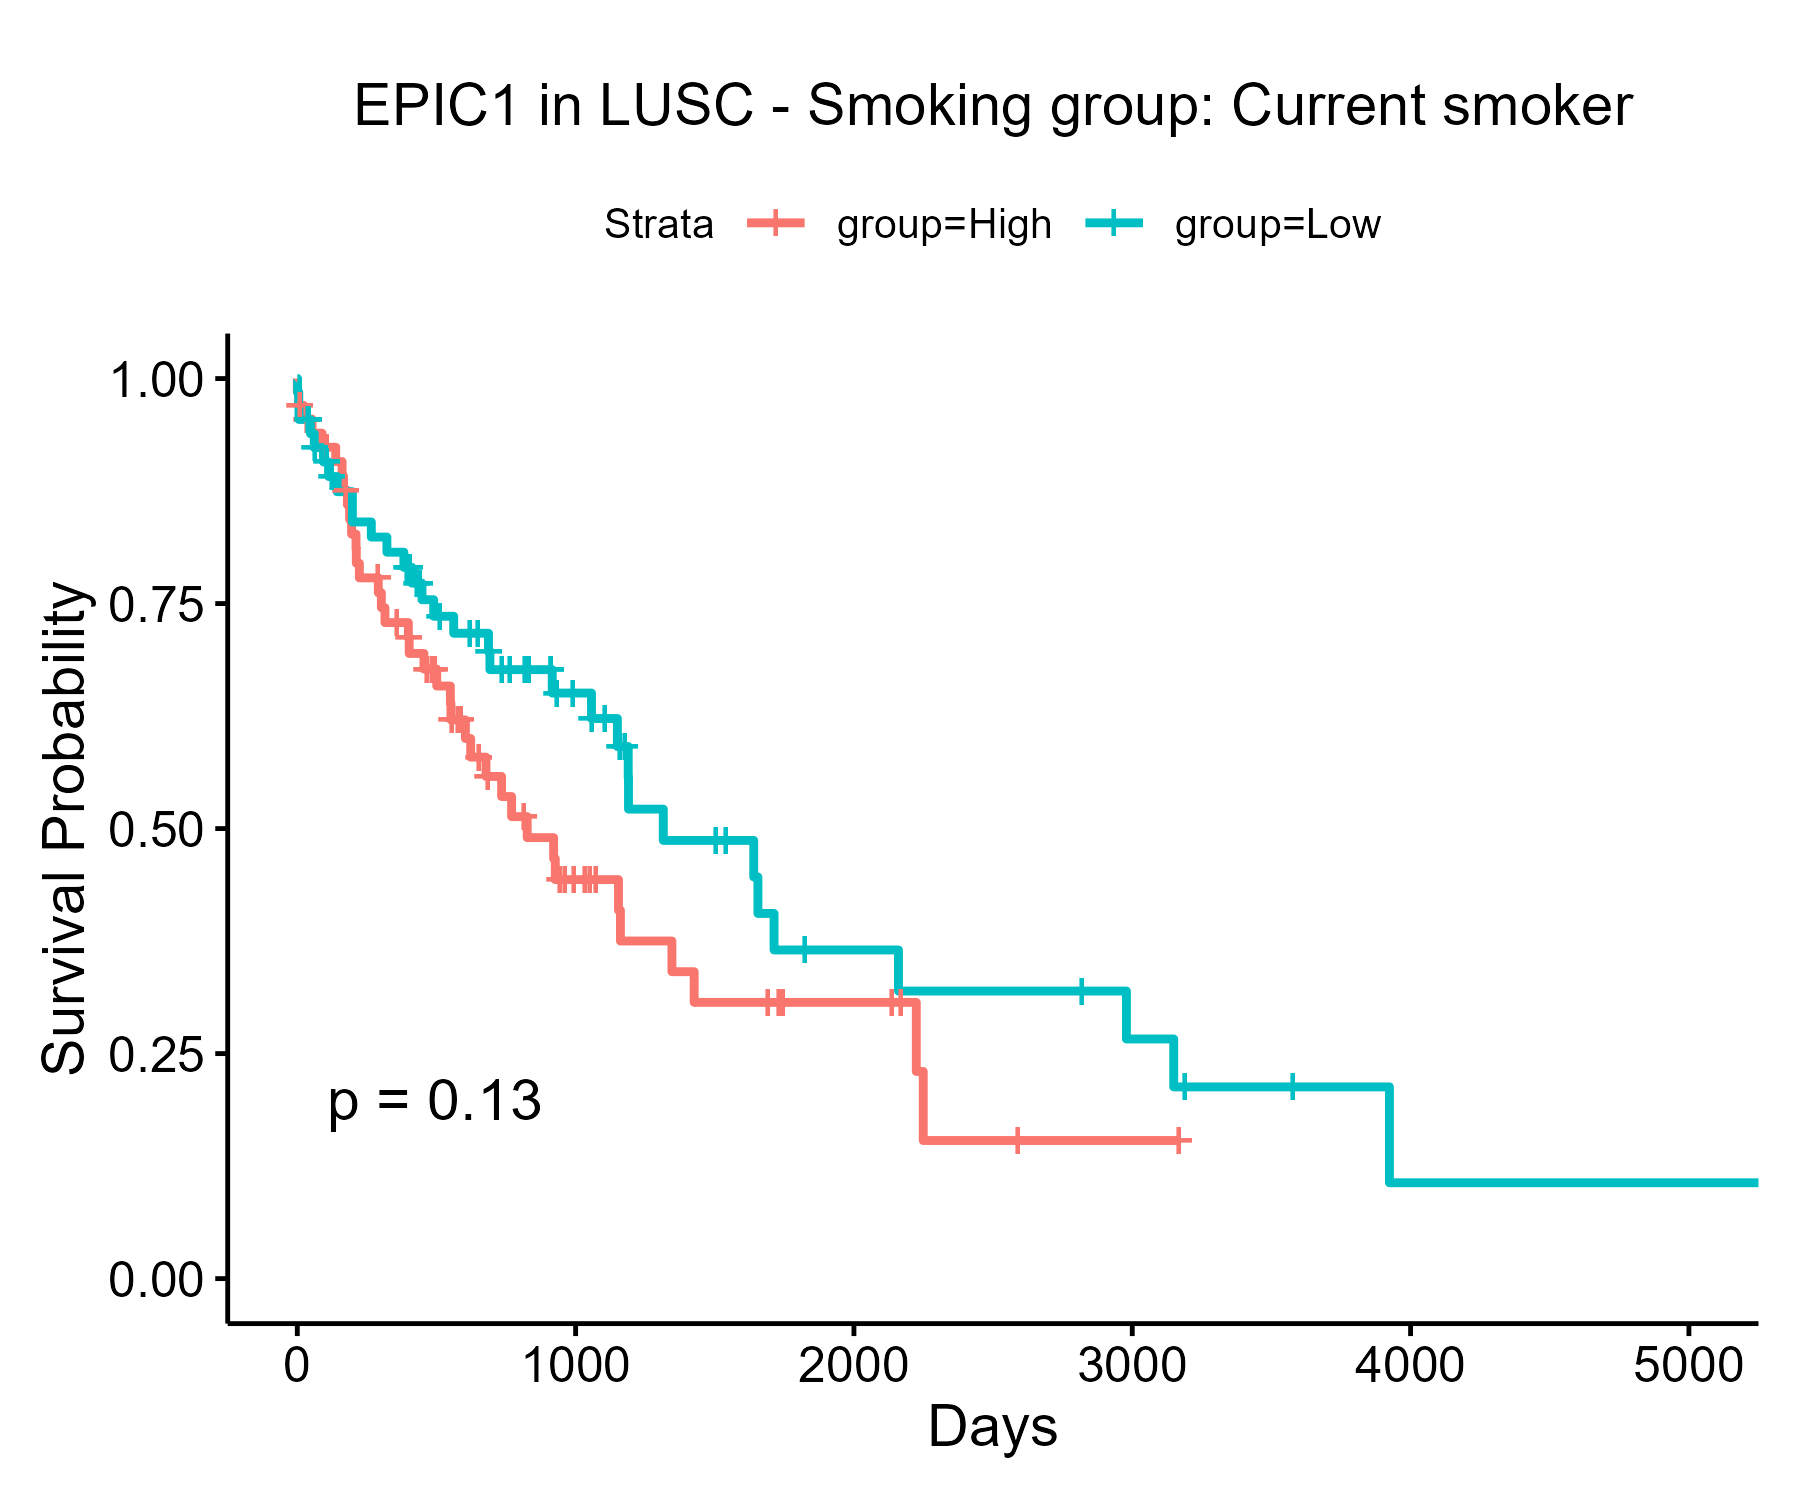 EPIC1 in LUSC - Smoking group: Current smoker
Strata group=High group=Low
Survival Probability
1.00
0.75
0.50
0.25
0.00
p = 0.13
0 1000 2000 3000 4000 5000
Days